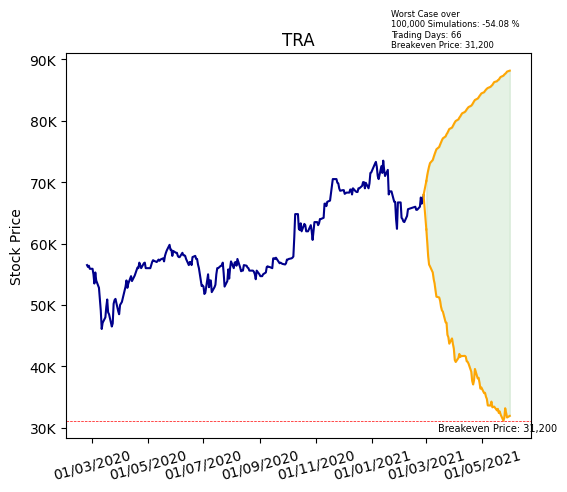 Worst Case over
100,000 Simulations: -54.08 %
Trading Days: 66
Breakeven Price: 31,200
TRA
Stock Price
90K
80K
70K
60K
50K
40K
30K
Breakeven Price: 31,200
01/03/2020
01/05/2020
01/07/2020
01/09/2020
01/11/2020
01/01/2021
01/03/2021
01/05/2021